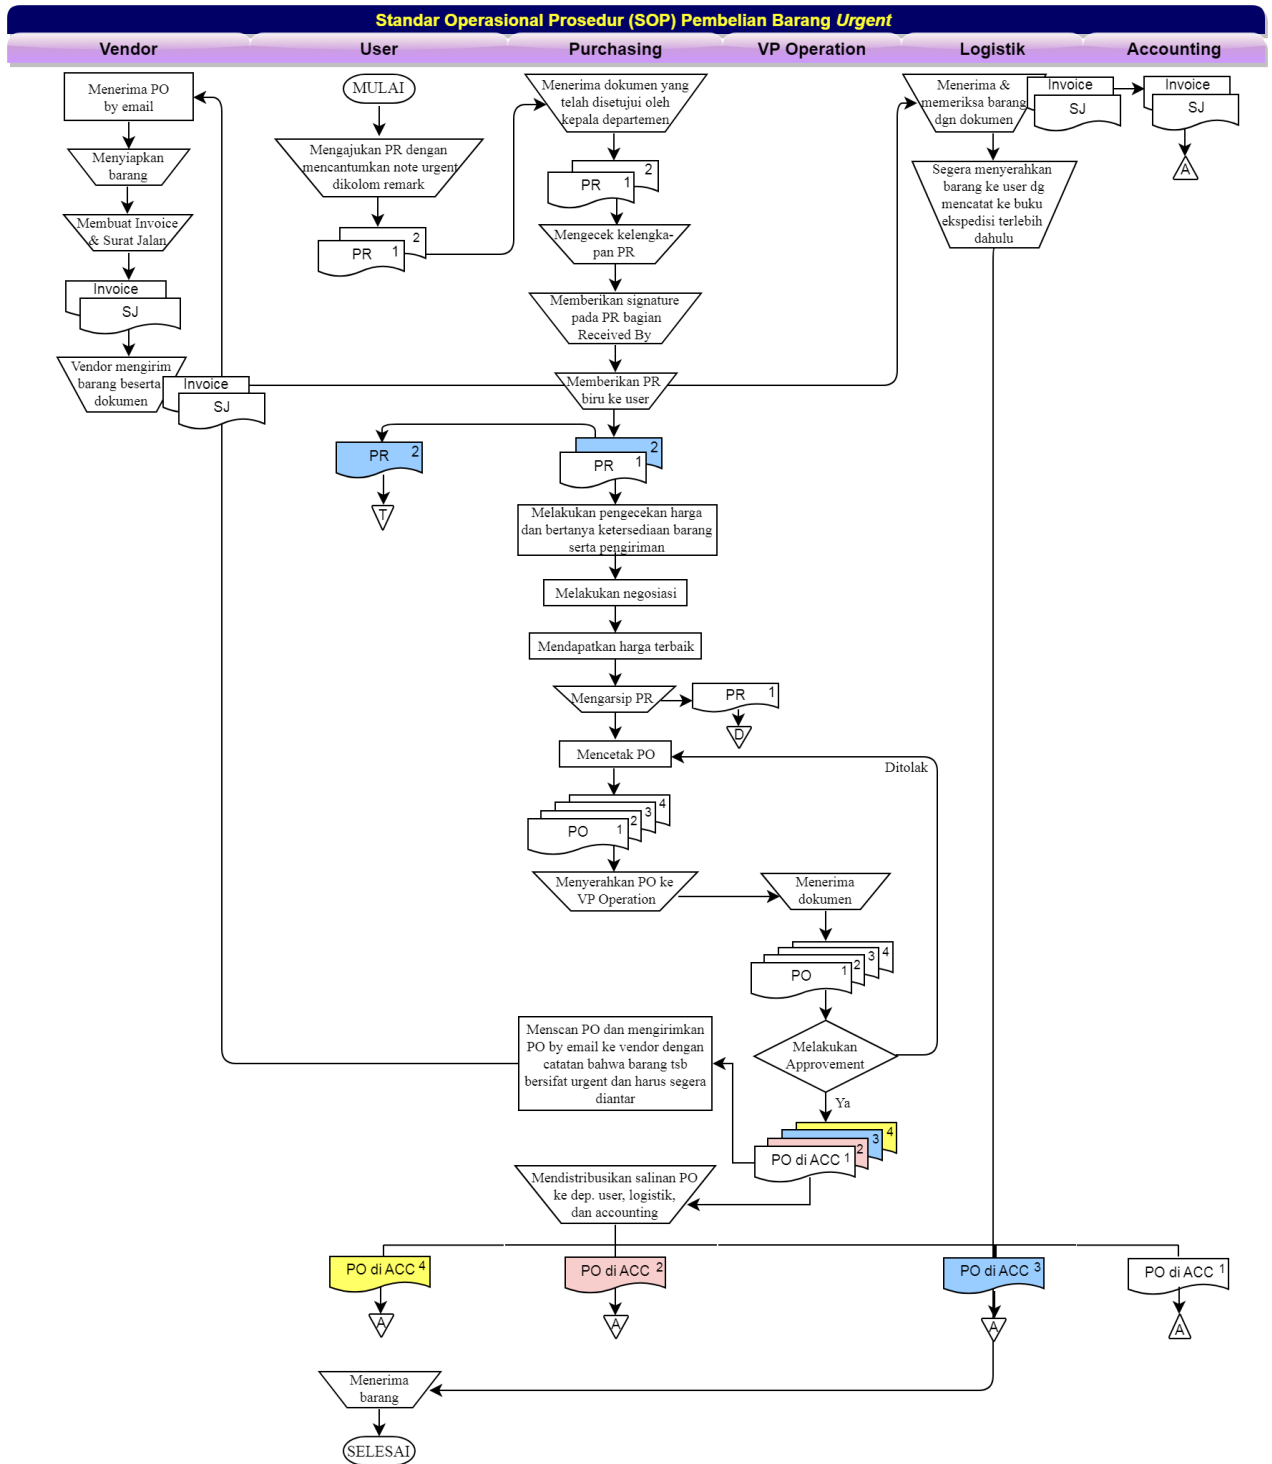 Standar Operasional Prosedur (SOP) Pembelian Barang Urgent
Vendor
User
Purchasing
VP Operation
Logistik
Accounting
Menerima PO
by email
Menyiapkan
barang
Membuat Invoice
& Surat Jalan
Invoice
SJ
Vendor mengirim
barang beserta
dokumen
Invoice
SJ
MULAI
Mengajukan PR dengan
mencantumkan note urgent
dikolom remark
2
PR 1
PR 2
T
Menerima dokumen yang
telah disetujui oleh
kepala departemen
2
PR 1
Mengecek kelengka-
pan PR
Memberikan signature
pada PR bagian
Received By
Memberikan PR
biru ke user
2
PR 1
Melakukan pengecekan harga
dan bertanya ketersediaan barang
serta pengiriman
Melakukan negosiasi
Mendapatkan harga terbaik
Mengarsip PR
PR 1
D
Mencetak PO
4
3
2
PO 1
Menyerahkan PO ke
VP Operation
Menerima
dokumen
4
3
2
PO 1
Melakukan
Approvement
Ditolak
Ya
4
3
2
PO di ACC 1
Menscan PO dan mengirimkan
PO by email ke vendor dengan
catatan bahwa barang tsb
bersifat urgent dan harus segera
diantar
Mendistribusikan salinan PO
ke dep. user, logistik,
dan accounting
Menerima &
memeriksa barang
dgn dokumen
Invoice
SJ
Segera menyerahkan
barang ke user dg
mencatat ke buku
ekspedisi terlebih
dahulu
Invoice
SJ
A
PO di ACC 4
A
PO di ACC 2
A
PO di ACC 3
A
PO di ACC 1
A
Menerima
barang
SELESAI